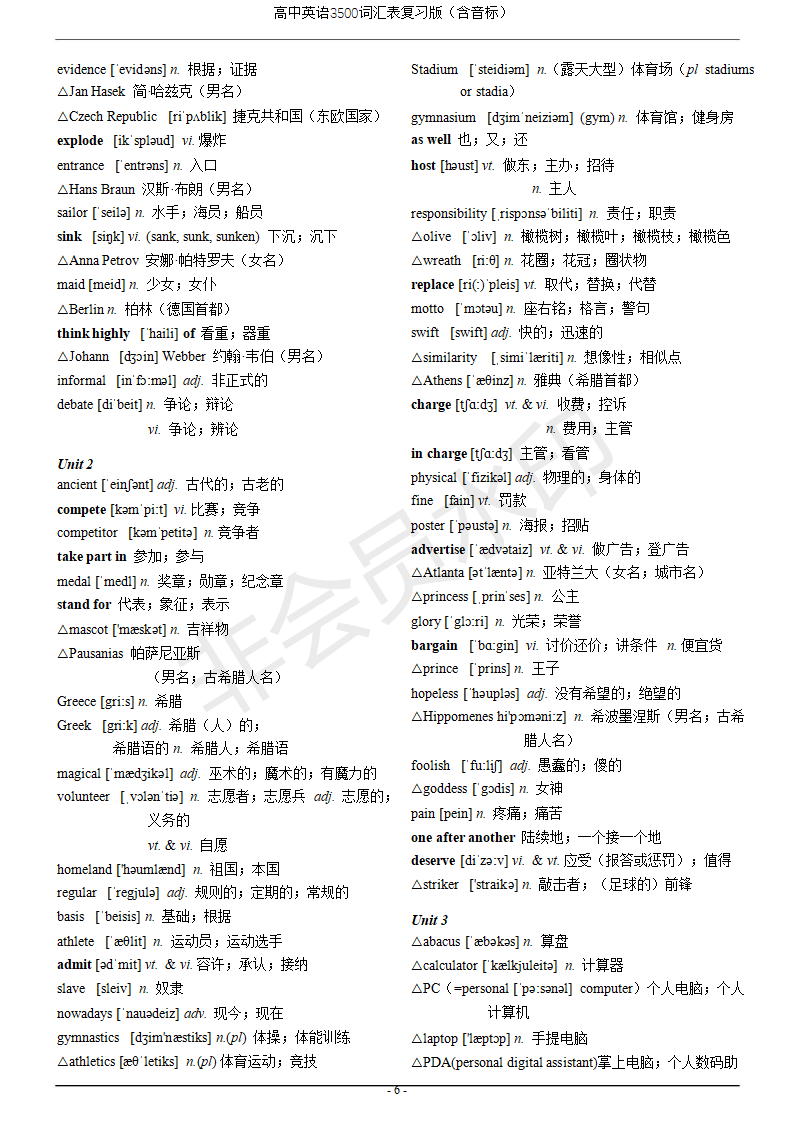 高中英语3500词汇表复习版（含音标）
evidence [ˈevidəns] n. 根据；证据
△Jan Hasek 简·哈兹克（男名）
△Czech Republic [riˈpʌblik] 捷克共和国（东欧国家）
explode [ikˈspləud] vi.爆炸
entrance [ˈentrəns] n. 入口
△Hans Braun 汉斯·布朗（男名）
sailor [ˈseilə] n. 水手；海员；船员
sink [siŋk] vi. (sank, sunk, sunken) 下沉；沉下
△Anna Petrov 安娜·帕特罗夫（女名）
maid [meid] n. 少女；女仆
△Berlin n. 柏林（德国首都）
think highly [ˈhaili] of 看重；器重
△Johann [dʒɔin] Webber 约翰·韦伯（男名）
informal [inˈfɔːməl] adj. 非正式的
debate [diˈbeit] n. 争论；辩论
vi. 争论；辨论
Unit 2
ancient [ˈeinʃənt] adj. 古代的；古老的
compete [kəmˈpiːt] vi.比赛；竞争
competitor [kəmˈpetitə] n.竞争者
take part in 参加；参与
medal [ˈmedl] n. 奖章；勋章；纪念章
stand for 代表；象征；表示
△mascot ['mæskət] n. 吉祥物
△Pausanias 帕萨尼亚斯
（男名；古希腊人名）
Greece [griːs] n. 希腊
Greek [griːk] adj. 希腊（人）的；
希腊语的 n. 希腊人；希腊语
magical [ˈmædʒikəl] adj. 巫术的；魔术的；有魔力的
volunteer [ˌvɔlənˈtiə] n. 志愿者；志愿兵 adj. 志愿的；
义务的
vt. & vi. 自愿
homeland ['həumlænd] n. 祖国；本国
regular [ˈregjulə] adj. 规则的；定期的；常规的
basis [ˈbeisis] n. 基础；根据
athlete [ˈæθlit] n. 运动员；运动选手
admit [ədˈmit] vt. & vi.容许；承认；接纳
slave [sleiv] n. 奴隶
nowadays [ˈnauədeiz] adv. 现今；现在
gymnastics [dʒim'næstiks] n.(pl) 体操；体能训练
△athletics [æθˈletiks] n.(pl)体育运动；竞技
Stadium [ˈsteidiəm] n.（露天大型）体育场（pl stadiums
or stadia）
gymnasium [dʒimˈneiziəm] (gym) n. 体育馆；健身房
as well 也；又；还
host [həust] vt. 做东；主办；招待
n. 主人
responsibility [ˌrispɔnsəˈbiliti] n. 责任；职责
△olive [ˈɔliv] n. 橄榄树；橄榄叶；橄榄枝；橄榄色
△wreath [riːθ] n. 花圈；花冠；圈状物
replace [ri(ː)ˈpleis] vt. 取代；替换；代替
motto [ˈmɔtəu] n. 座右铭；格言；警句
swift [swift] adj. 快的；迅速的
△similarity [ˌsimiˈlæriti] n. 想像性；相似点
△Athens [ˈæθinz] n. 雅典（希腊首都）
charge [tʃɑːdʒ] vt. & vi. 收费；控诉
n. 费用；主管
in charge [tʃɑːdʒ] 主管；看管
physical [ˈfizikəl] adj. 物理的；身体的
fine [fain] vt. 罚款
poster [ˈpəustə] n. 海报；招贴
advertise [ˈædvətaiz] vt. & vi. 做广告；登广告
△Atlanta [ətˈlæntə] n. 亚特兰大（女名；城市名）
△princess [ˌprinˈses] n. 公主
glory [ˈglɔːri] n. 光荣；荣誉
bargain [ˈbɑːgin] vi. 讨价还价；讲条件 n.便宜货
△prince [ˈprins] n. 王子
hopeless [ˈhəupləs] adj. 没有希望的；绝望的
△Hippomenes hi'pɔməniːz] n. 希波墨涅斯（男名；古希
腊人名）
foolish [ˈfuːliʃ] adj. 愚蠢的；傻的
△goddess [ˈgɔdis] n. 女神
pain [pein] n. 疼痛；痛苦
one after another 陆续地；一个接一个地
deserve [diˈzəːv] vi. & vt.应受（报答或惩罚）；值得
△striker ['straikə] n. 敲击者；（足球的）前锋
Unit 3
△abacus [ˈæbəkəs] n. 算盘
△calculator [ˈkælkjuleitə] n. 计算器
△PC（=personal [ˈpəːsənəl] computer）个人电脑；个人
计算机
△laptop ['læptɔp] n. 手提电脑
△PDA(personal digital assistant)掌上电脑；个人数码助
非会员水印
- 6 -